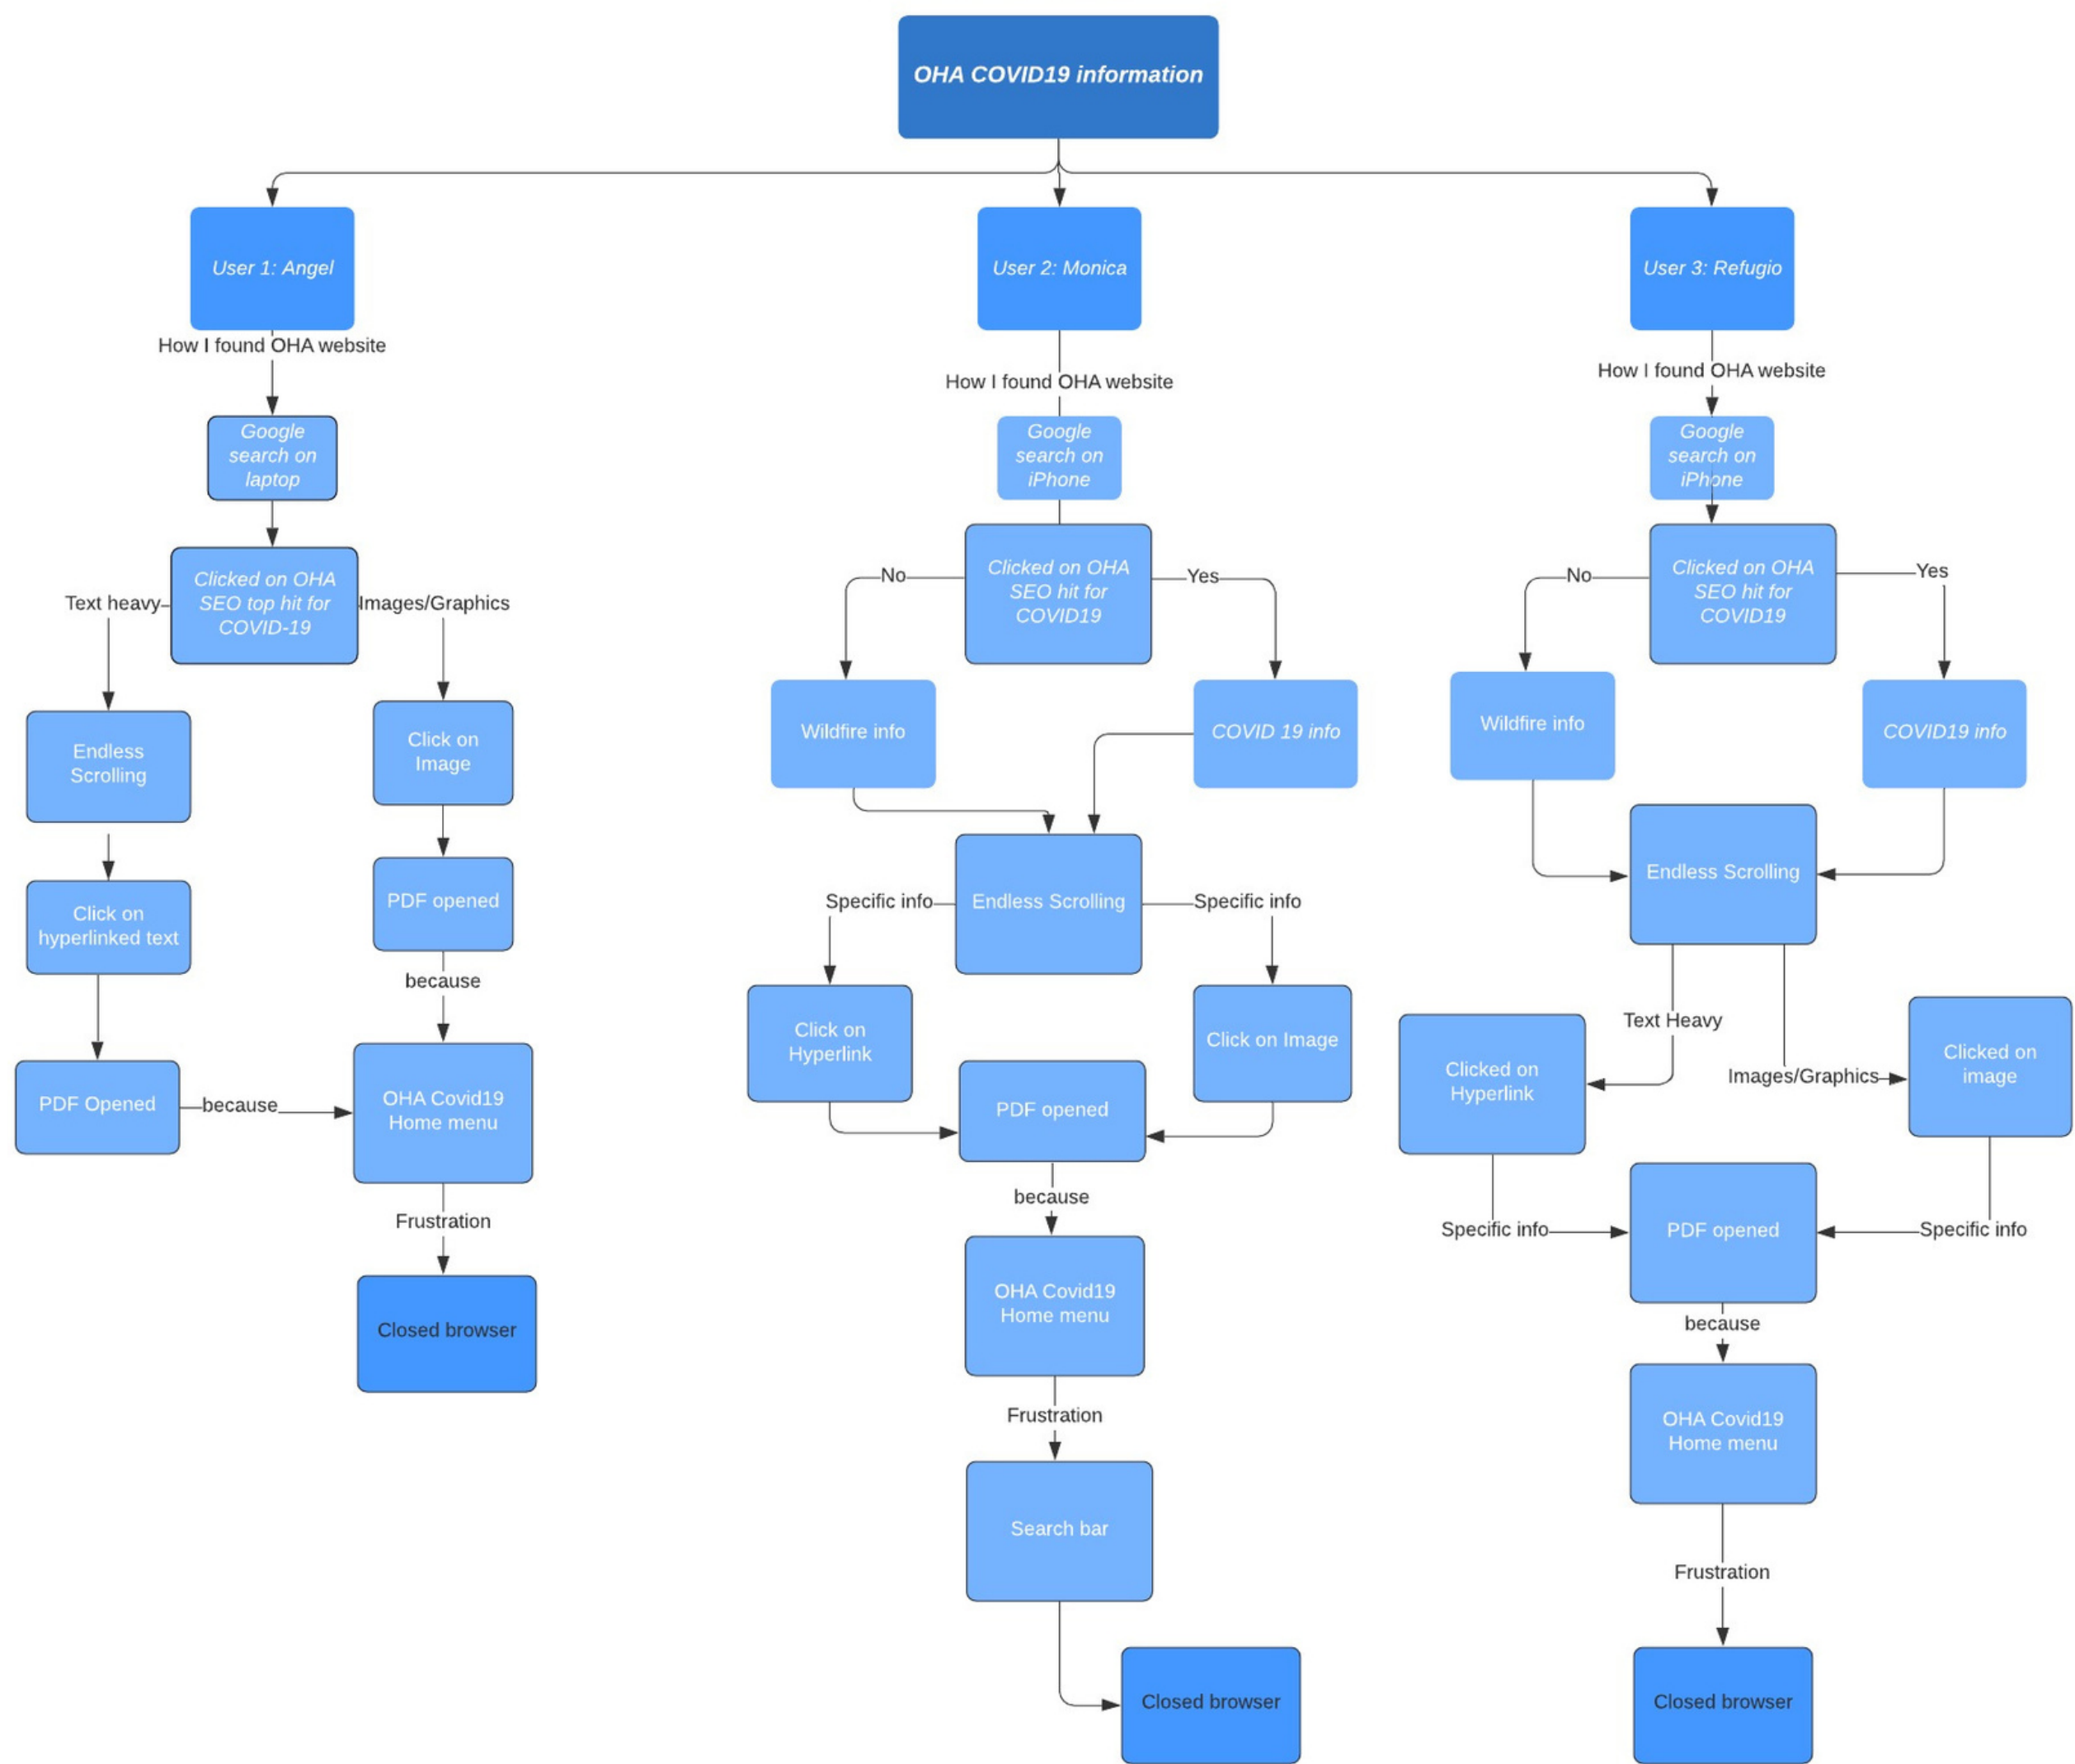 OHA COVID19 information
User 1: Angel
How I found OHA website
Google
search on
laptop
Clicked on OHA
SEO top hit for
COVID-19
Text heavy
Images/Graphics
Endless
Scrolling
Click on
Image
Click on
hyperlinked text
PDF opened
because
PDF Opened
because
OHA Covid19
Home menu
Frustration
Closed browser
User 2: Monica
How I found OHA website
Google
search on
iPhone
Clicked on OHA
SEO hit for
COVID19
No
Yes
Wildfire info
COVID 19 info
Endless Scrolling
Specific info
Specific info
Click on
Hyperlink
Click on Image
PDF opened
because
OHA Covid19
Home menu
Frustration
Search bar
Closed browser
User 3: Refugio
How I found OHA website
Google
search on
iPhone
Clicked on OHA
SEO hit for
COVID19
No
Yes
Wildfire info
COVID19 info
Endless Scrolling
Text Heavy
Images/Graphics
Clicked on
Hyperlink
Clicked on
image
Specific info
Specific info
PDF opened
because
OHA Covid19
Home menu
Frustration
Closed browser